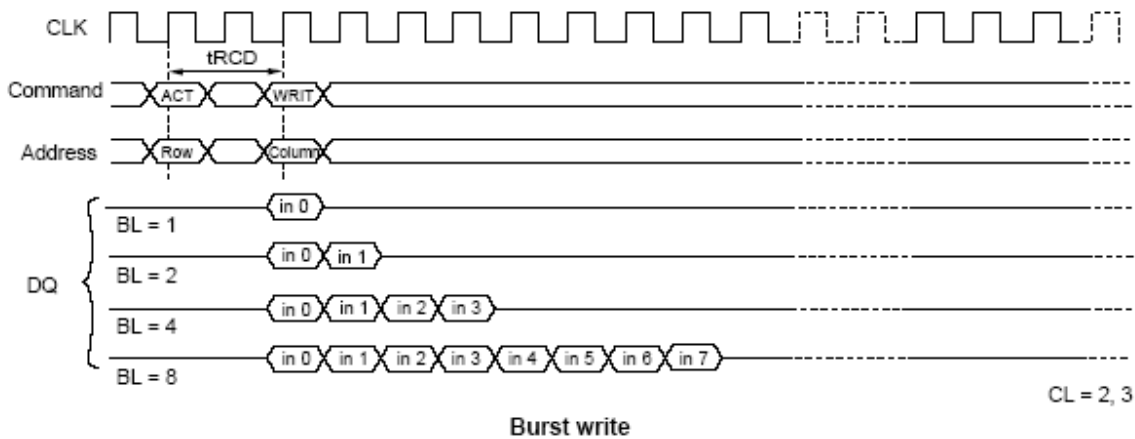 CLK
tRCD
Command ACT WRIT
Address Row Column
in 0
BL = 1
in 0 in 1
BL = 2
DQ
in 0 in 1 in 2 in 3
BL = 4
in 0 in 1 in 2 in 3 in 4 in 5 in 6 in 7
BL = 8
CL = 2, 3
Burst write